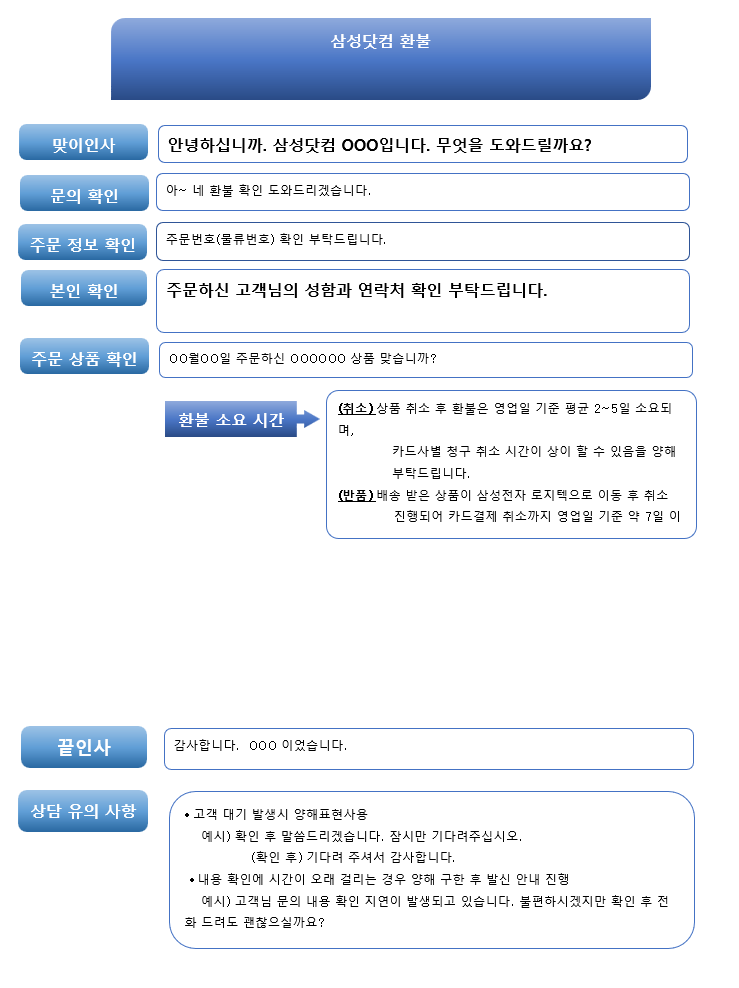 삼성닷컴 환불
맞이인사
안녕하십니까. 삼성닷컴 OOO입니다. 무엇을 도와드릴까요?
문의 확인
아~ 네 환불 확인 도와드리겠습니다.
주문 정보 확인
주문번호(물류번호) 확인 부탁드립니다.
본인 확인
주문하신 고객님의 성함과 연락처 확인 부탁드립니다.
주문 상품 확인
OO월OO일 주문하신 OOOOOO 상품 맞습니까?
환불 소요 시간
(취소) 상품 취소 후 환불은 영업일 기준 평균 2~5일 소요되
며,
카드사별 청구 취소 시간이 상이 할 수 있음을 양해
부탁드립니다.
(반품) 배송 받은 상품이 삼성전자 로지텍으로 이동 후 취소
진행되어 카드결제 취소까지 영업일 기준 약 7일 이
끝인사
감사합니다. OOO 이었습니다.
상담 유의 사항
• 고객 대기 발생시 양해표현사용
예시) 확인 후 말씀드리겠습니다. 잠시만 기다려주십시오.
(확인 후) 기다려 주셔서 감사합니다.
• 내용 확인에 시간이 오래 걸리는 경우 양해 구한 후 발신 안내 진행
예시) 고객님 문의 내용 확인 지연이 발생되고 있습니다. 불편하시겠지만 확인 후 전
화 드려도 괜찮으실까요?